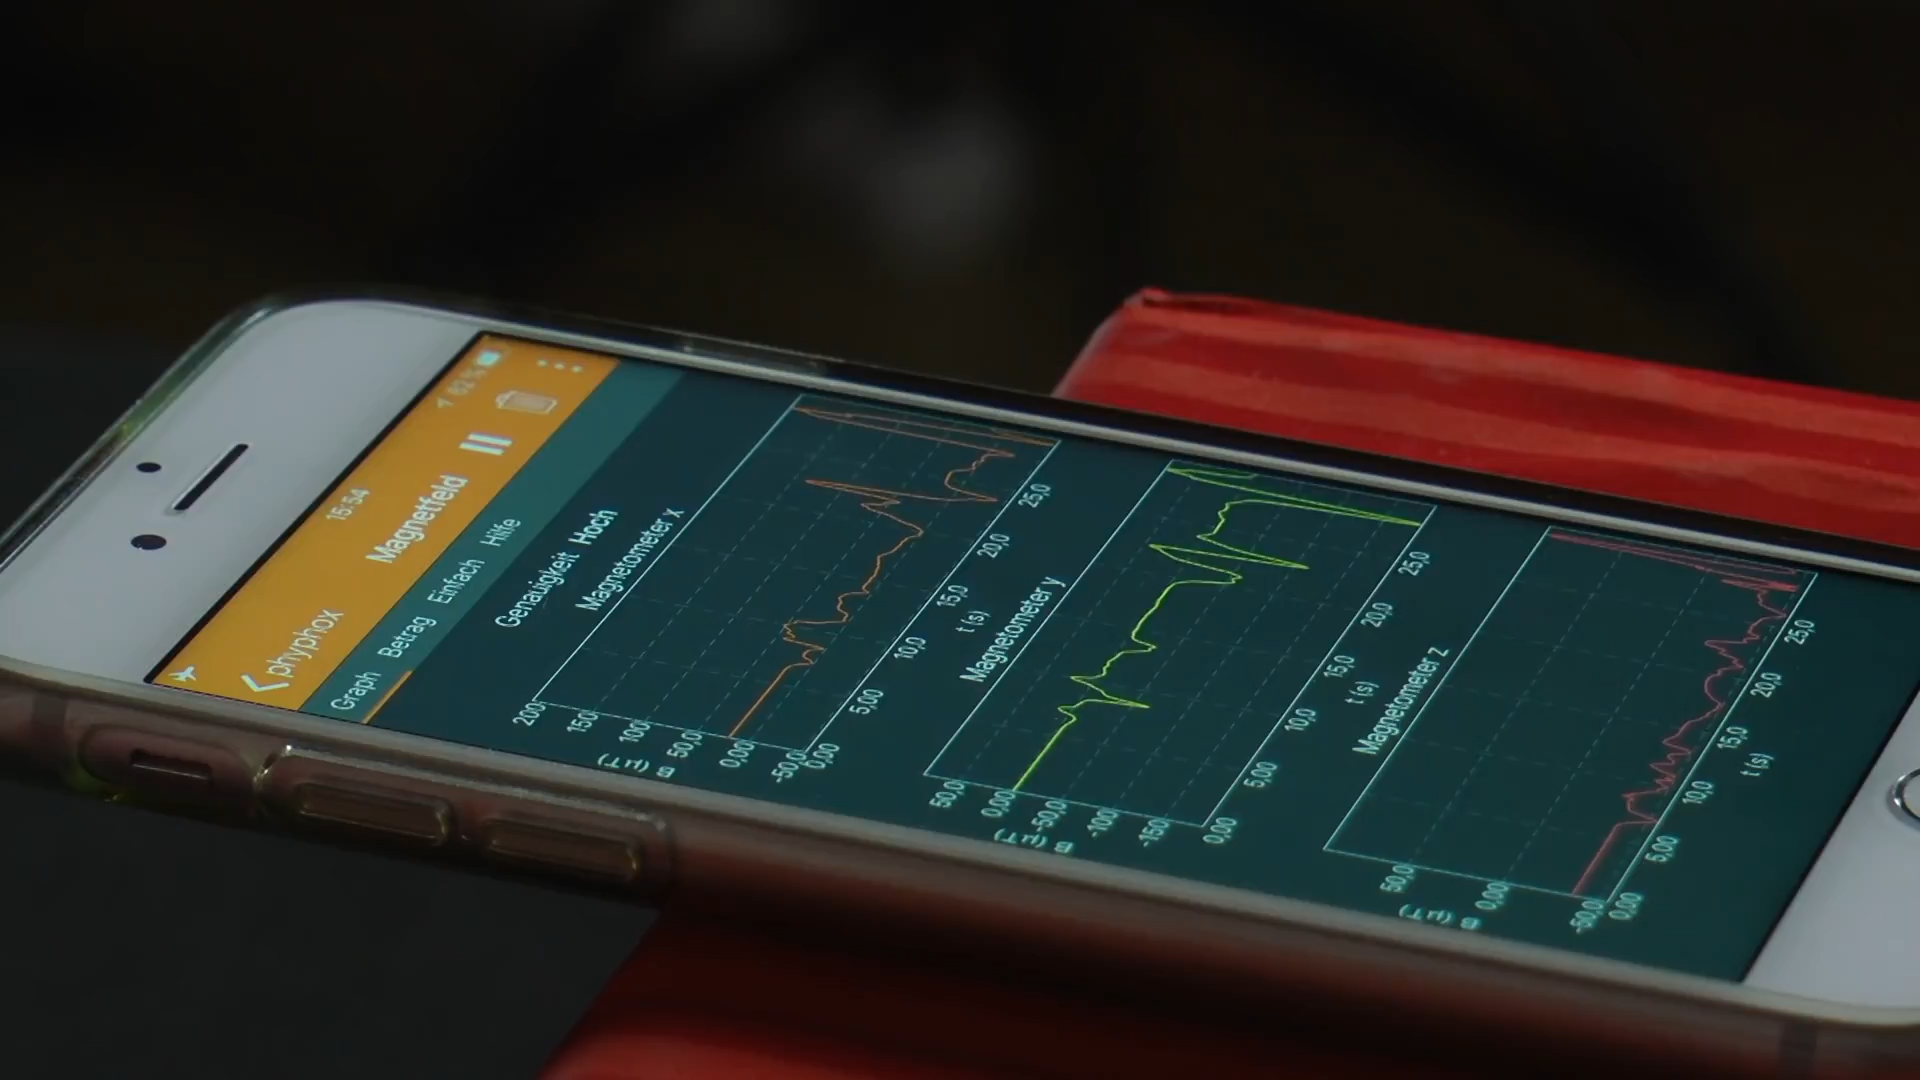 15:54 82 %
phyphox Magnetfeld
Graph Betrag Einfach Hilfe
Genauigkeit Hoch
Magnetometer x
200
150
100
50,0
0,00
-50,0
B (µT)
0,00 5,00 10,0 15,0 20,0 25,0
t (s)
Magnetometer y
50,0
0,00
-50,0
-100
-150
B (µT)
0,00 5,00 10,0 15,0 20,0 25,0
t (s)
Magnetometer z
50,0
0,00
-50,0
B (µT)
0,00 5,00 10,0 15,0 20,0 25,0
t (s)